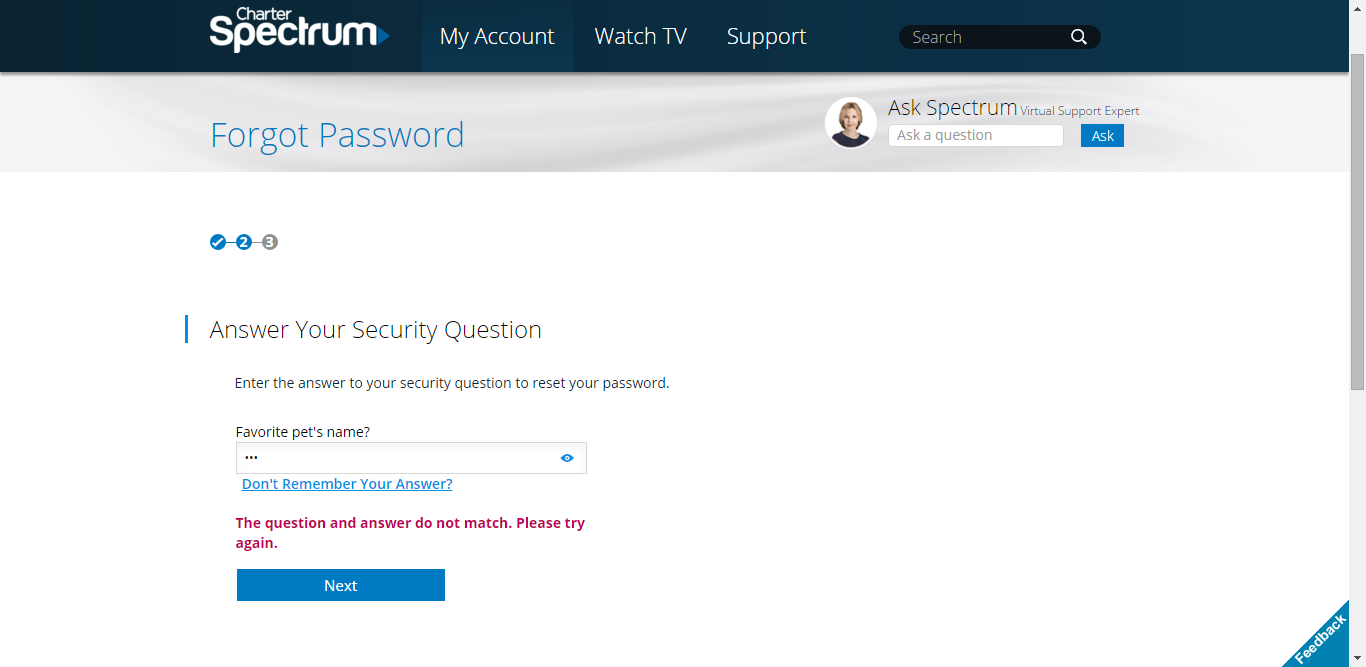 Charter
Spectrum
My Account
Watch TV
Support
Search
Forgot Password
Ask Spectrum Virtual Support Expert
Ask a question
Ask
2
3
Answer Your Security Question
Enter the answer to your security question to reset your password.
Favorite pet's name?
•••
Don't Remember Your Answer?
The question and answer do not match. Please try
again.
Next
Feedback